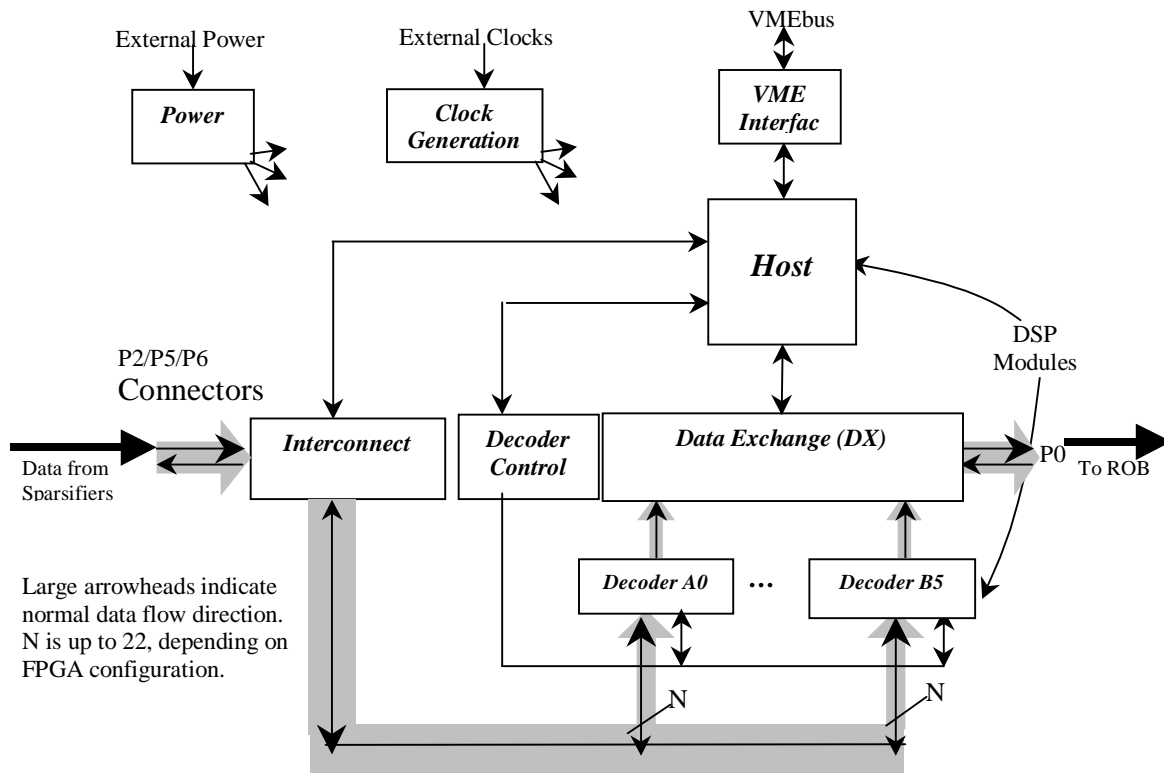 External Power
External Clocks
VMEbus
Power
Clock
Generation
VME
Interfac
Host
DSP
Modules
P2/P5/P6
Connectors
Interconnect
Decoder
Control
Data Exchange (DX)
P0
Data from
Sparsifiers
To ROB
Decoder A0
...
Decoder B5
Large arrowheads indicate
normal data flow direction.
N is up to 22, depending on
FPGA configuration.
N
N